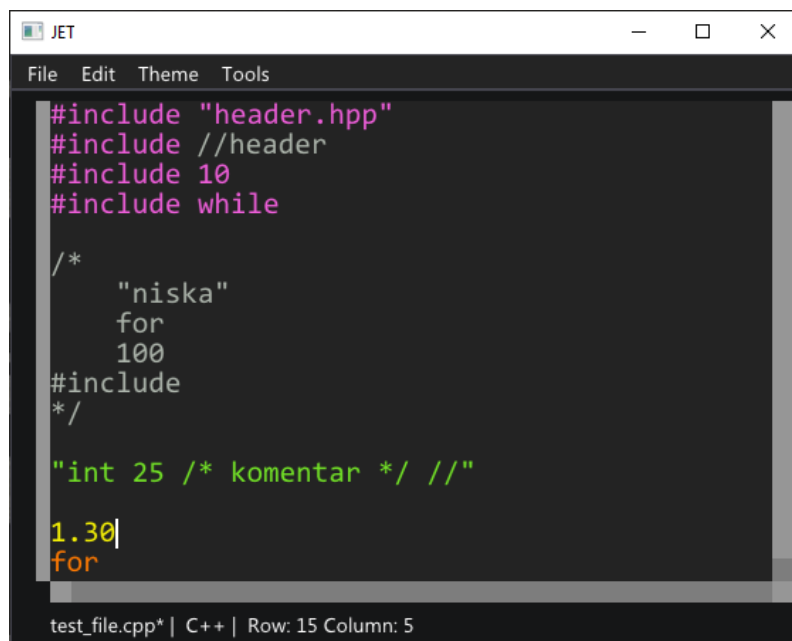 JET
File Edit Theme Tools
#include "header.hpp"
#include //header
#include 10
#include while
/*
"niska"
for
100
#include
*/
"int 25 /* komentar */ //"
1.30
for
test_file.cpp* | C++ | Row: 15 Column: 5